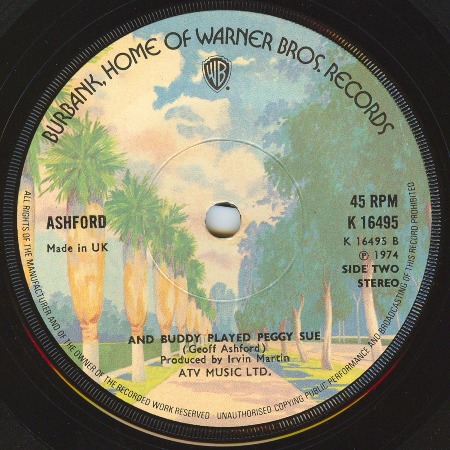 BURBANK, HOME OF WARNER BROS. RECORDS
WB
ASHFORD
Made in UK
45 RPM
K 16495
K 16495 B
Ⓟ 1974
SIDE TWO
STEREO
AND BUDDY PLAYED PEGGY SUE
(Geoff Ashford)
Produced by Irvin Martin
ATV MUSIC LTD.
ALL RIGHTS OF THE MANUFACTURER AND OF THE OWNER OF THE RECORDED WORK RESERVED · UNAUTHORISED COPYING PUBLIC PERFORMANCE AND BROADCASTING OF THIS RECORD PROHIBITED